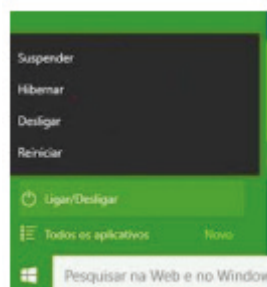 Suspender
Hibernar
Desligar
Reiniciar
Ligar/Desligar
Todos os aplicativos Novo
Pesquisar na Web e no Window